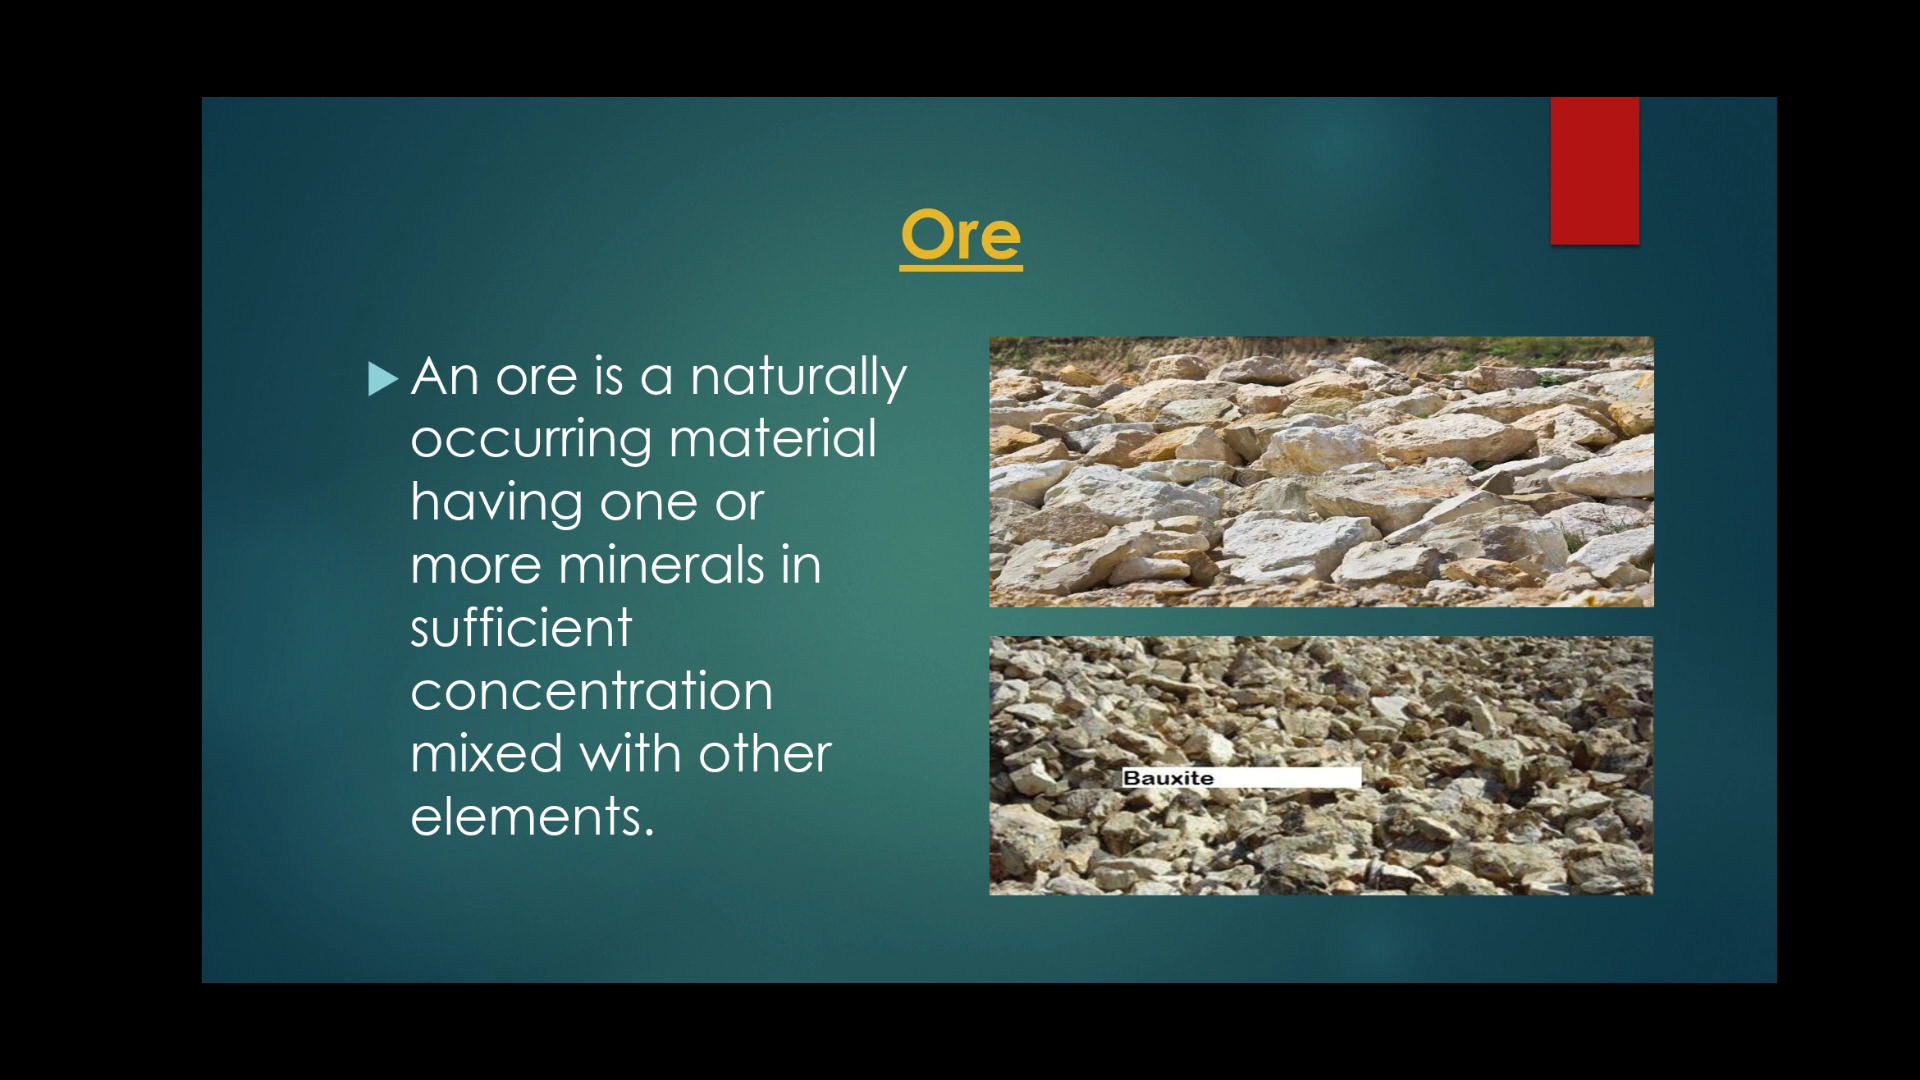 Ore
An ore is a naturally
occurring material
having one or
more minerals in
sufficient
concentration
mixed with other
elements.
Bauxite